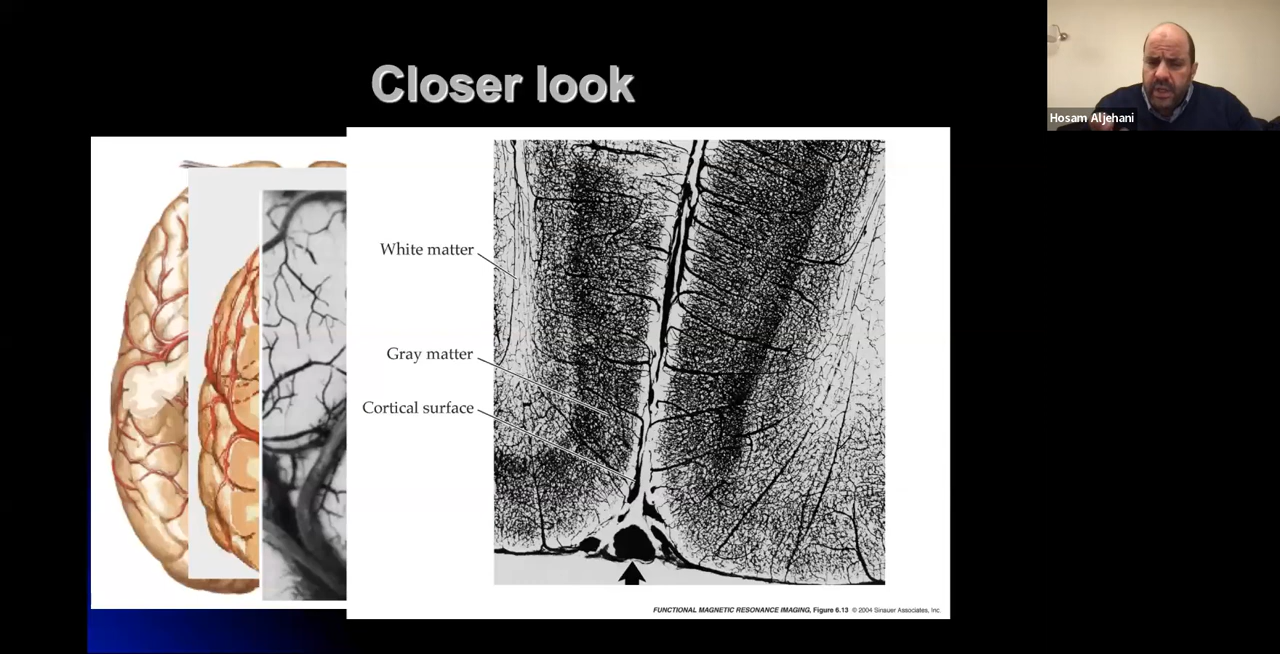 Closer look
Hosam Aljehani
White matter
Gray matter
Cortical surface
FUNCTIONAL MAGNETIC RESONANCE IMAGING, Figure 6.13 © 2004 Sinauer Associates, Inc.